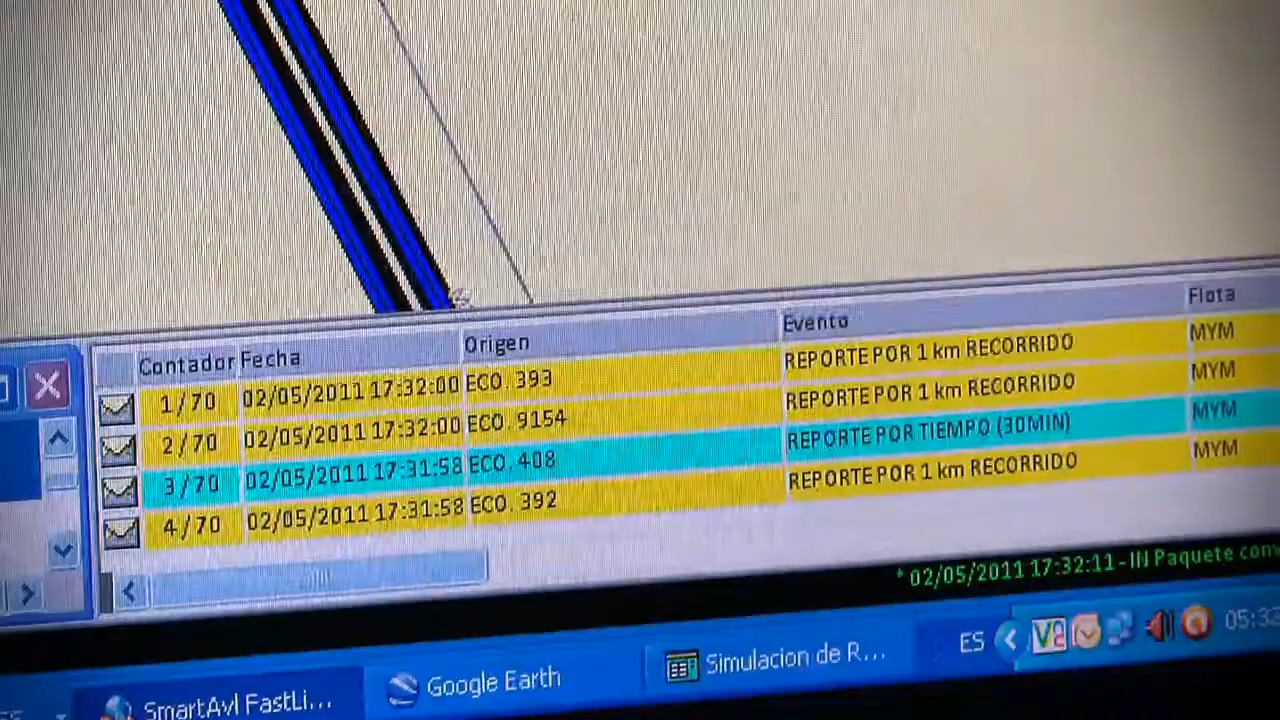 Contador Fecha Origen Evento Flota
1/70 02/05/2011 17:32:00 ECO. 393 REPORTE POR 1 km RECORRIDO MYM
2/70 02/05/2011 17:32:00 ECO. 9154 REPORTE POR 1 km RECORRIDO MYM
3/70 02/05/2011 17:31:58 ECO. 408 REPORTE POR TIEMPO (30MIN) MYM
4/70 02/05/2011 17:31:58 ECO. 392 REPORTE POR 1 km RECORRIDO MYM
* 02/05/2011 17:32:11 - IN Paquete
SmartAvl FastLi... Google Earth Simulacion de R... ES 05:32